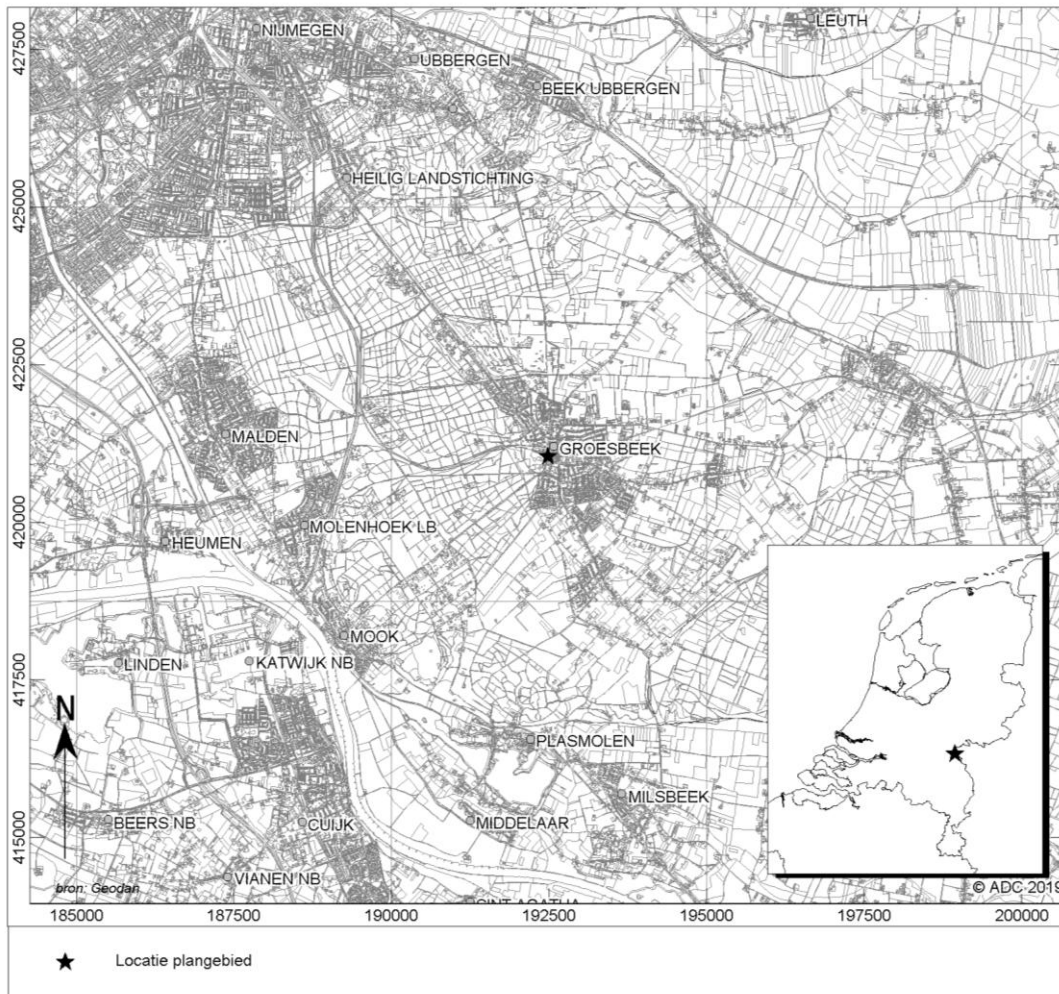 427500
425000
422500
420000
417500
415000
NIJMEGEN
LEUTH
UBBERGEN
BEEK UBBERGEN
HEILIG LANDSTICHTING
MALDEN
GROESBEEK
MOLENHOEK LB
HEUMEN
MOOK
LINDEN
KATWIJK NB
N
PLASMOLEN
MILSBEEK
BEERS NB
CUIJK
MIDDELAAR
VIANEN NB
bron: Geodan
SINT AGATHA
© ADC 2019
185000 187500 190000 192500 195000 197500 200000
Locatie plangebied